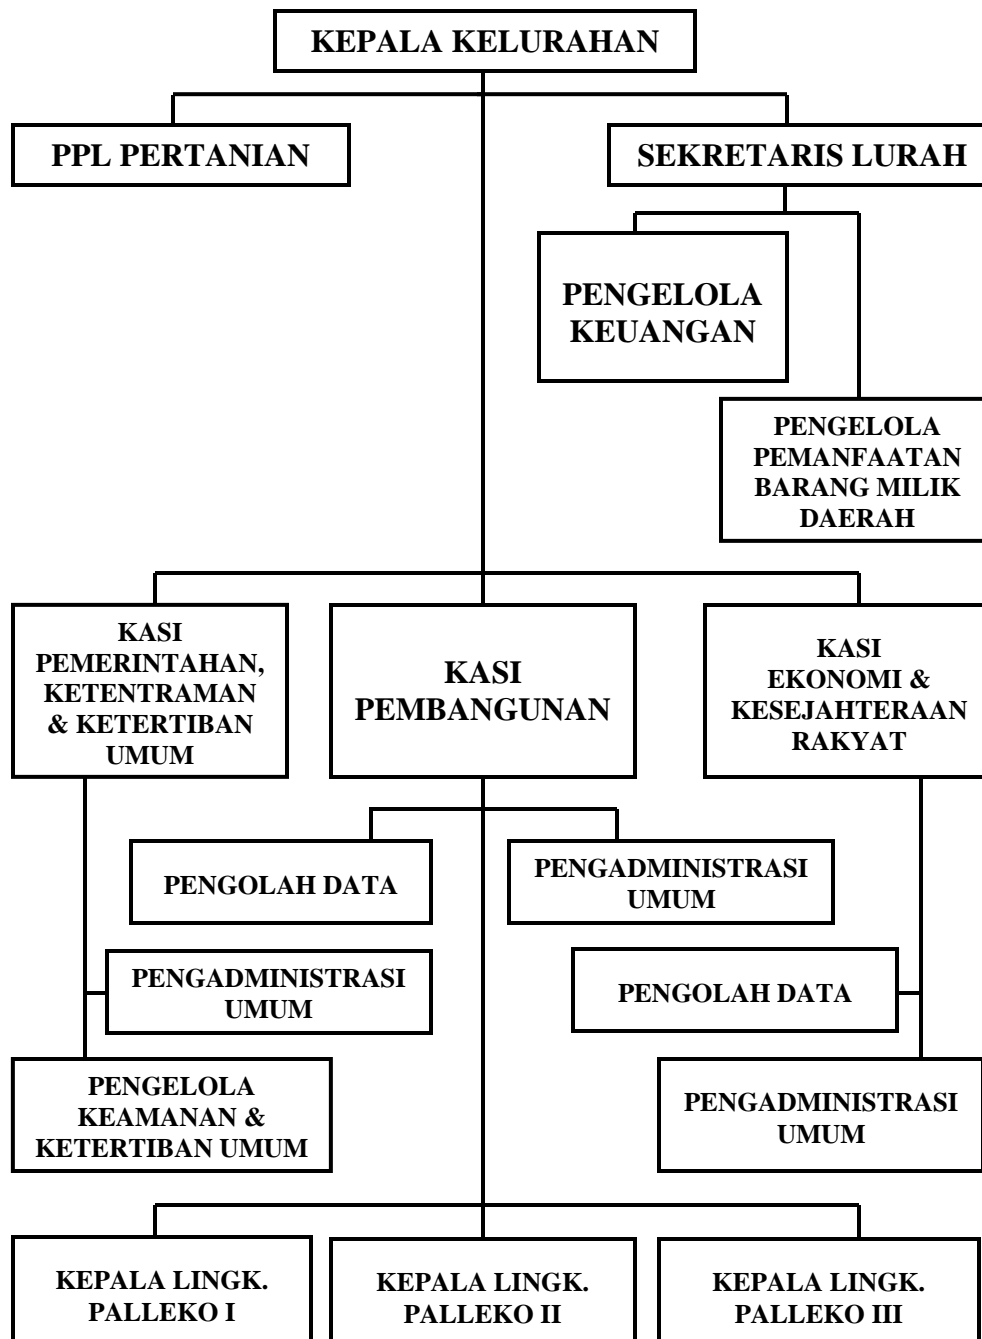 KEPALA KELURAHAN
PPL PERTANIAN
SEKRETARIS LURAH
PENGELOLA
KEUANGAN
PENGELOLA
PEMANFAATAN
BARANG MILIK
DAERAH
KASI
PEMERINTAHAN,
KETENTRAMAN
& KETERTIBAN
UMUM
KASI
PEMBANGUNAN
KASI
EKONOMI &
KESEJAHTERAAN
RAKYAT
PENGOLAH DATA
PENGADMINISTRASI
UMUM
PENGADMINISTRASI
UMUM
PENGOLAH DATA
PENGELOLA
KEAMANAN &
KETERTIBAN UMUM
PENGADMINISTRASI
UMUM
KEPALA LINGK.
PALLEKO I
KEPALA LINGK.
PALLEKO II
KEPALA LINGK.
PALLEKO III